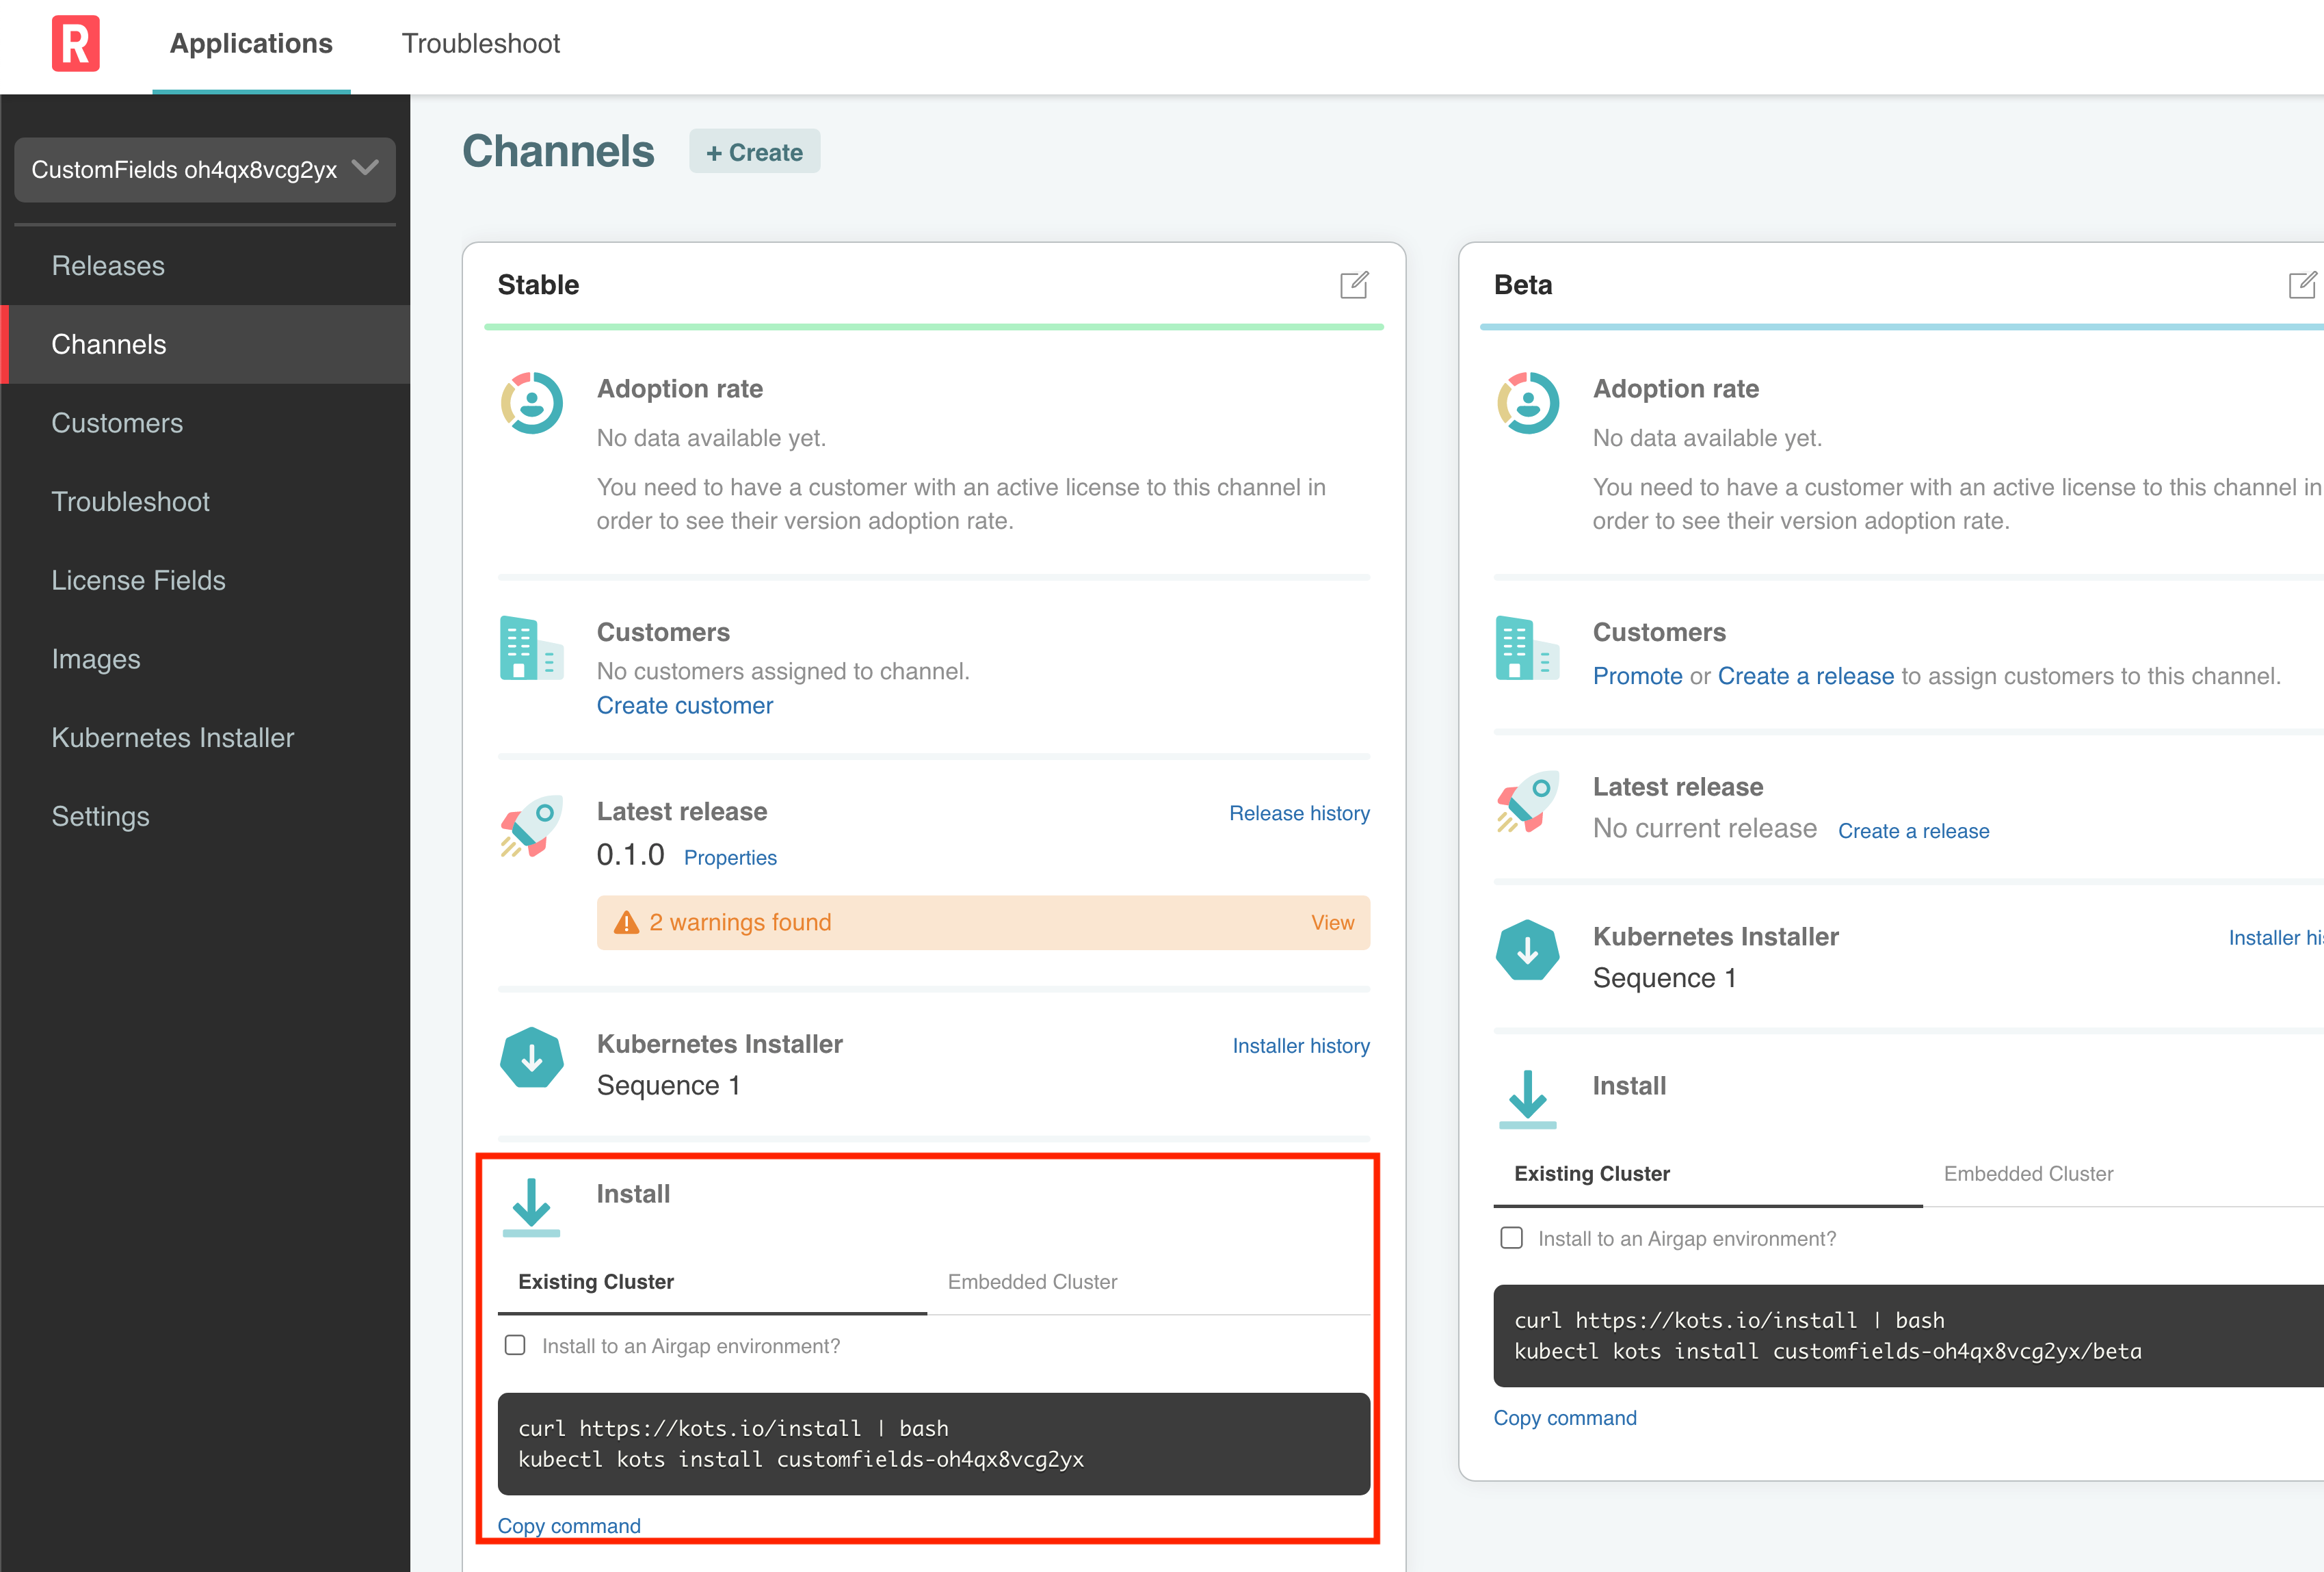 R
Applications
Troubleshoot
CustomFields oh4qx8vcg2yx
Releases
Channels
Customers
Troubleshoot
License Fields
Images
Kubernetes Installer
Settings
Channels
+ Create
Stable
Adoption rate
No data available yet.
You need to have a customer with an active license to this channel in
order to see their version adoption rate.
Customers
No customers assigned to channel.
Create customer
Latest release
Release history
0.1.0 Properties
2 warnings found
View
Kubernetes Installer
Installer history
Sequence 1
Install
Existing Cluster
Embedded Cluster
Install to an Airgap environment?
curl https://kots.io/install | bash
kubectl kots install customfields-oh4qx8vcg2yx
Copy command
Beta
Adoption rate
No data available yet.
You need to have a customer with an active license to this channel in
order to see their version adoption rate.
Customers
Promote or Create a release to assign customers to this channel.
Latest release
No current release Create a release
Kubernetes Installer
Installer
Sequence 1
Install
Existing Cluster
Embedded Cluster
Install to an Airgap environment?
curl https://kots.io/install | bash
kubectl kots install customfields-oh4qx8vcg2yx/beta
Copy command